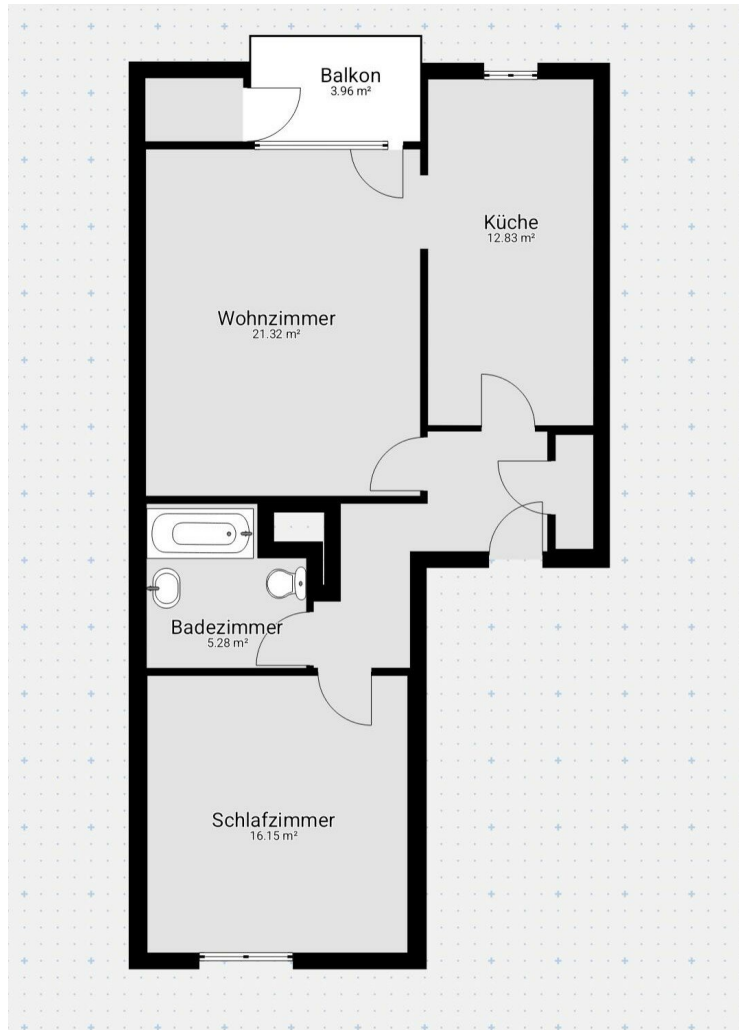 Balkon
3.96 m²
Küche
12.83 m²
Wohnzimmer
21.32 m²
Badezimmer
5.28 m²
Schlafzimmer
16.15 m²